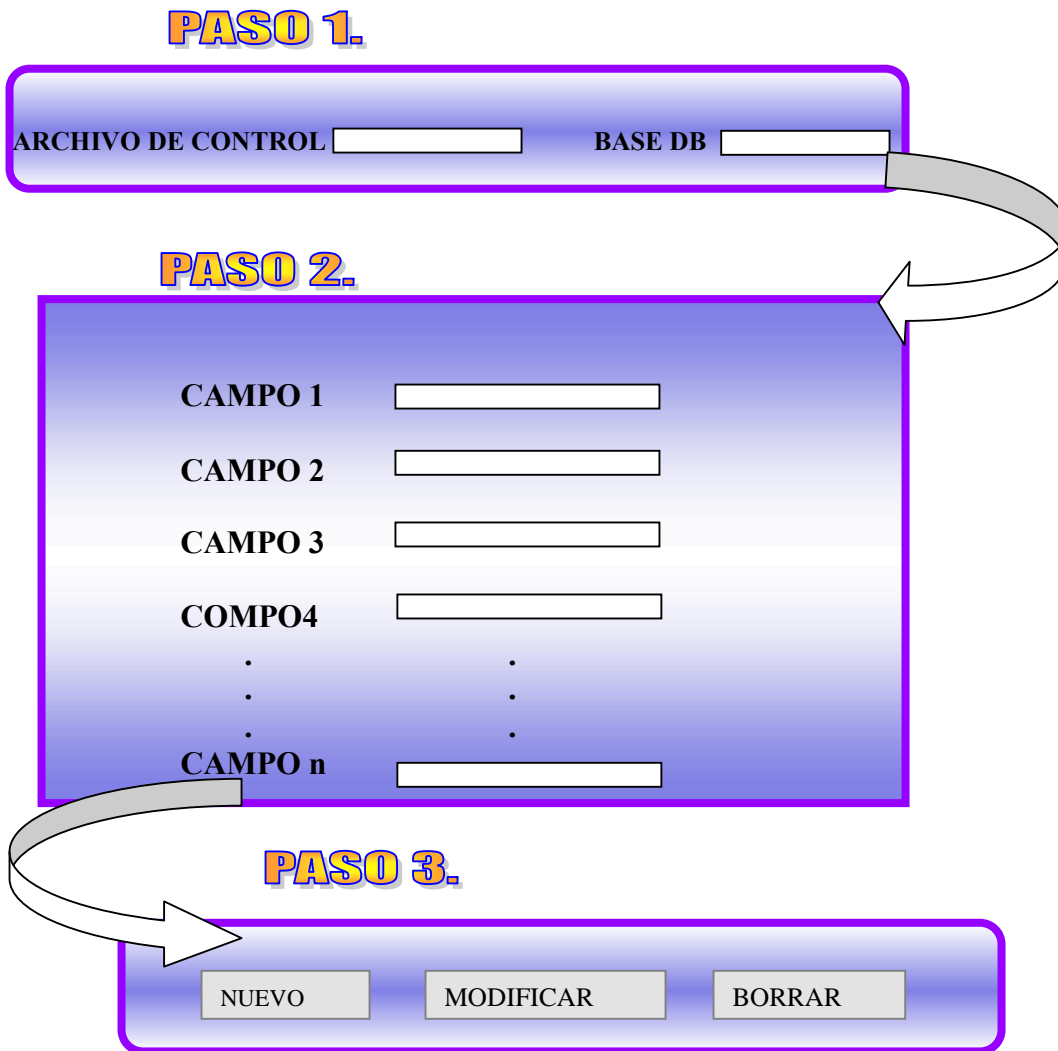 PASO 1.
ARCHIVO DE CONTROL BASE DB
PASO 2.
CAMPO 1
CAMPO 2
CAMPO 3
COMPO4
. .
. .
. .
CAMPO n
PASO 3.
NUEVO MODIFICAR BORRAR